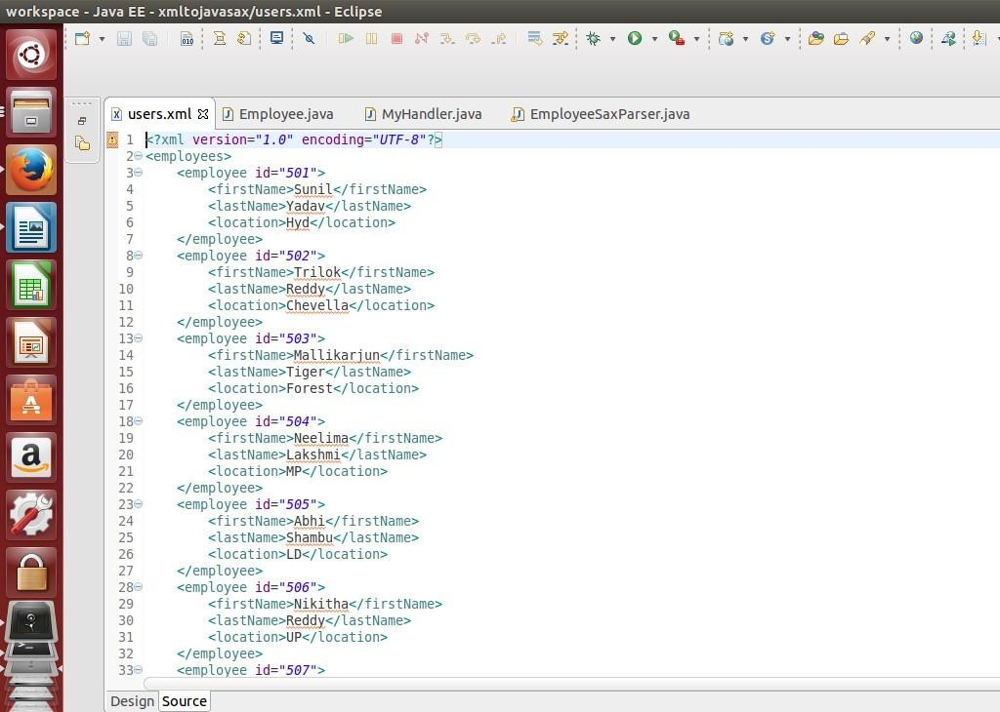 workspace - Java EE - xmltojavasax/users.xml - Eclipse
users.xml Employee.java MyHandler.java EmployeeSaxParser.java
1 <?xml version="1.0" encoding="UTF-8"?>
2 <employees>
3 <employee id="501">
4 <firstName>Sunil</firstName>
5 <lastName>Yadav</lastName>
6 <location>Hyd</location>
7 </employee>
8 <employee id="502">
9 <firstName>Trilok</firstName>
10 <lastName>Reddy</lastName>
11 <location>Chevella</location>
12 </employee>
13 <employee id="503">
14 <firstName>Mallikarjun</firstName>
15 <lastName>Tiger</lastName>
16 <location>Forest</location>
17 </employee>
18 <employee id="504">
19 <firstName>Neelima</firstName>
20 <lastName>Lakshmi</lastName>
21 <location>MP</location>
22 </employee>
23 <employee id="505">
24 <firstName>Abhi</firstName>
25 <lastName>Shambu</lastName>
26 <location>LD</location>
27 </employee>
28 <employee id="506">
29 <firstName>Nikitha</firstName>
30 <lastName>Reddy</lastName>
31 <location>UP</location>
32 </employee>
33 <employee id="507">
Design Source